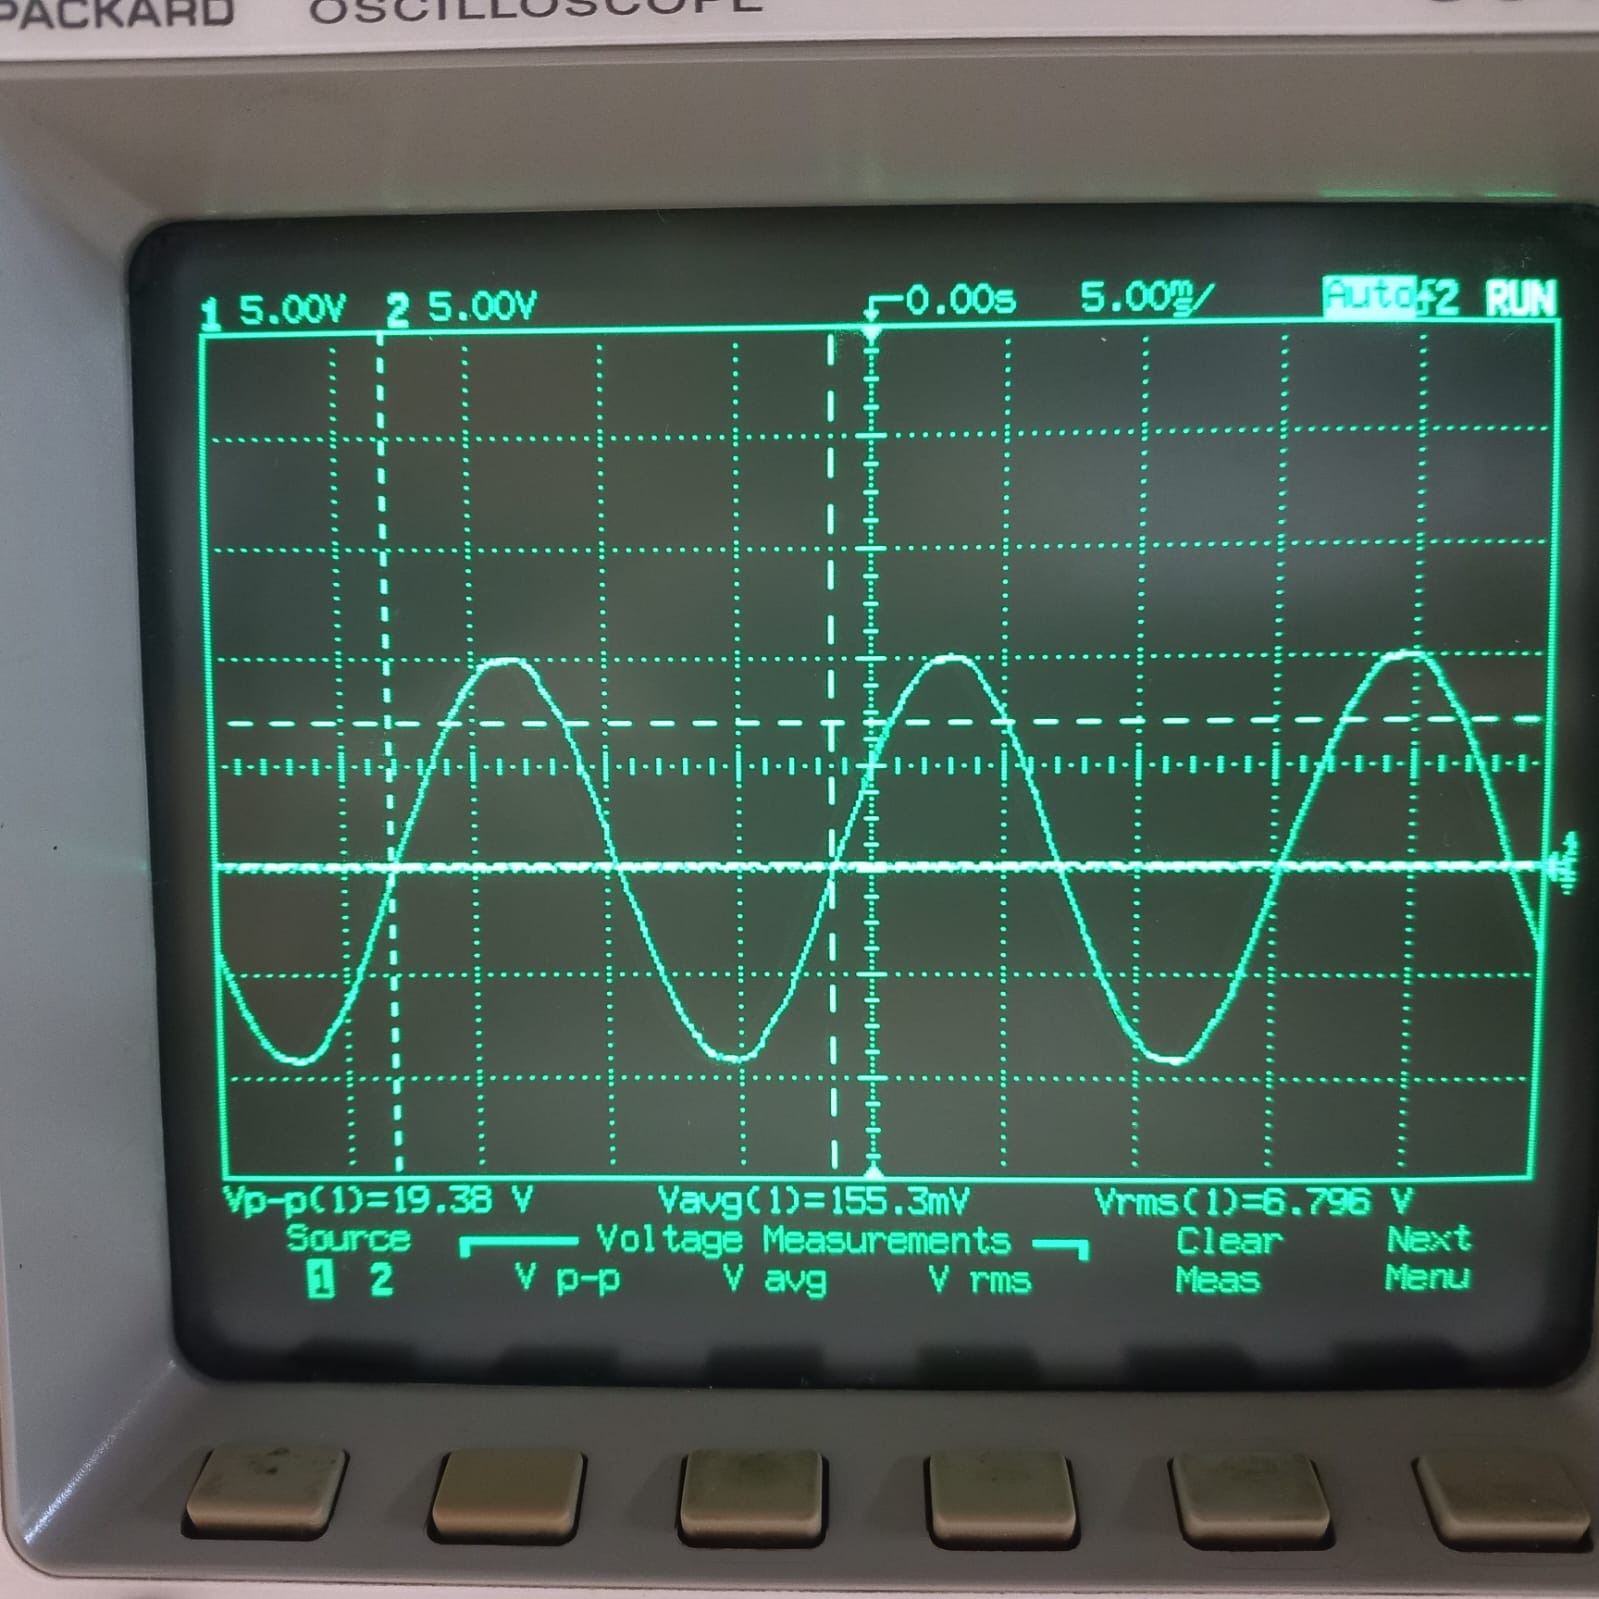 PACKARD OSCILLOSCOPE
1 5.00V 2 5.00V 0.00s 5.00ms/ Auto 2 RUN
Vp-p(1)=19.38 V Vavg(1)=155.3mV Vrms(1)=6.796 V
Source Voltage Measurements Clear Next
1 2 V p-p V avg V rms Meas Menu